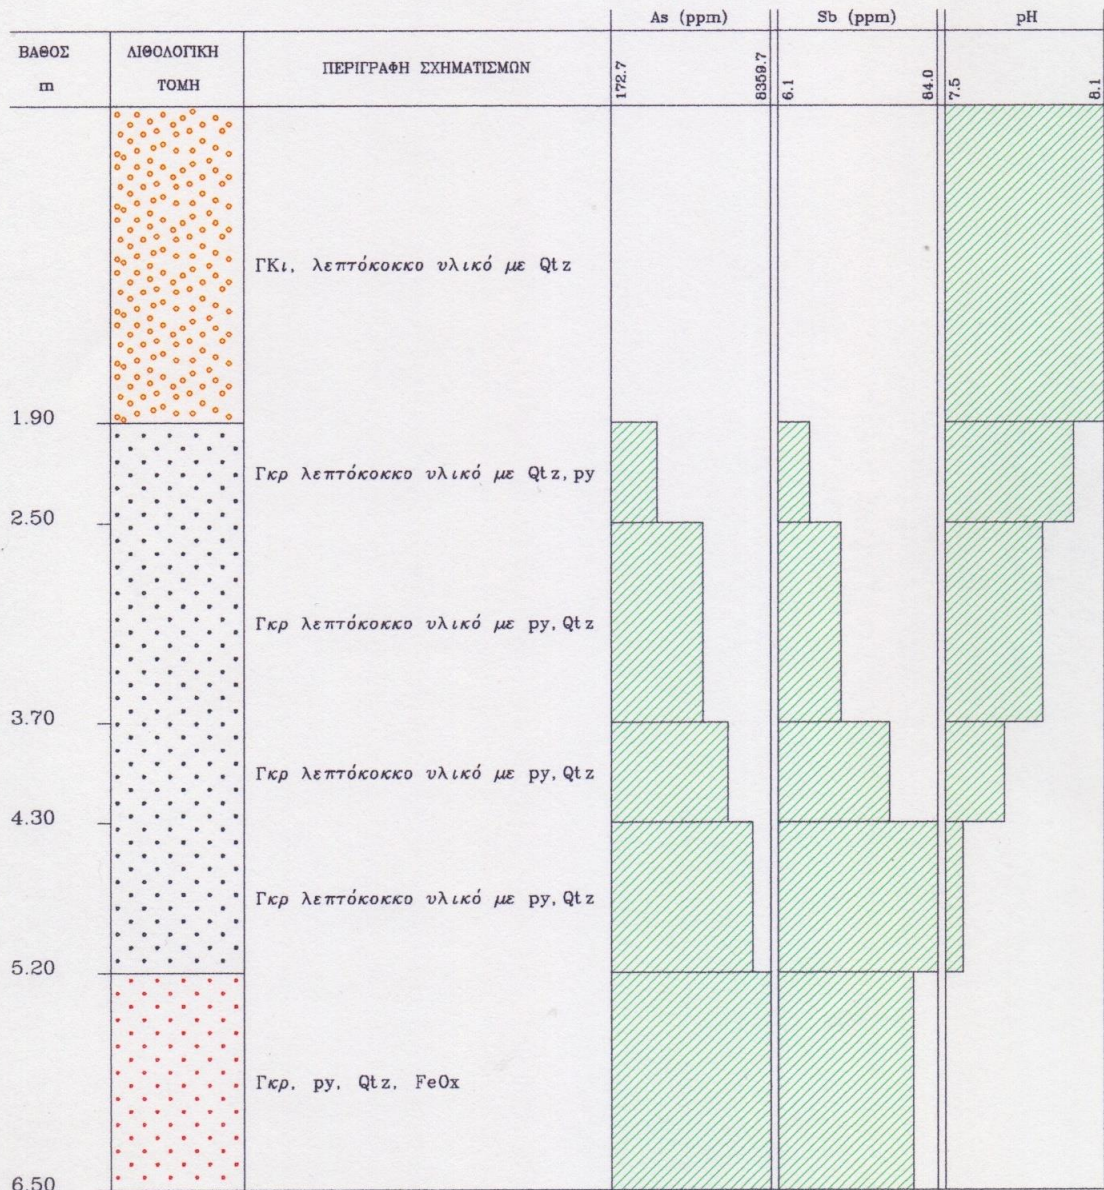 As (ppm) Sb (ppm) pH
ΒΑΘΟΣ ΛΙΘΟΛΟΓΙΚΗ ΠΕΡΙΓΡΑΦΗ ΣΧΗΜΑΤΙΣΜΩΝ
m ΤΟΜΗ
172.7 8359.7 6.1 84.0 7.5 8.1
ΓΚι, λεπτόκοκκο υλικό με Qtz
1.90
Γκρ λεπτόκοκκο υλικό με Qtz, py
2.50
Γκρ λεπτόκοκκο υλικό με py, Qtz
3.70
Γκρ λεπτόκοκκο υλικό με py, Qtz
4.30
Γκρ λεπτόκοκκο υλικό με py, Qtz
5.20
Γκρ, py, Qtz, FeOx
6.50